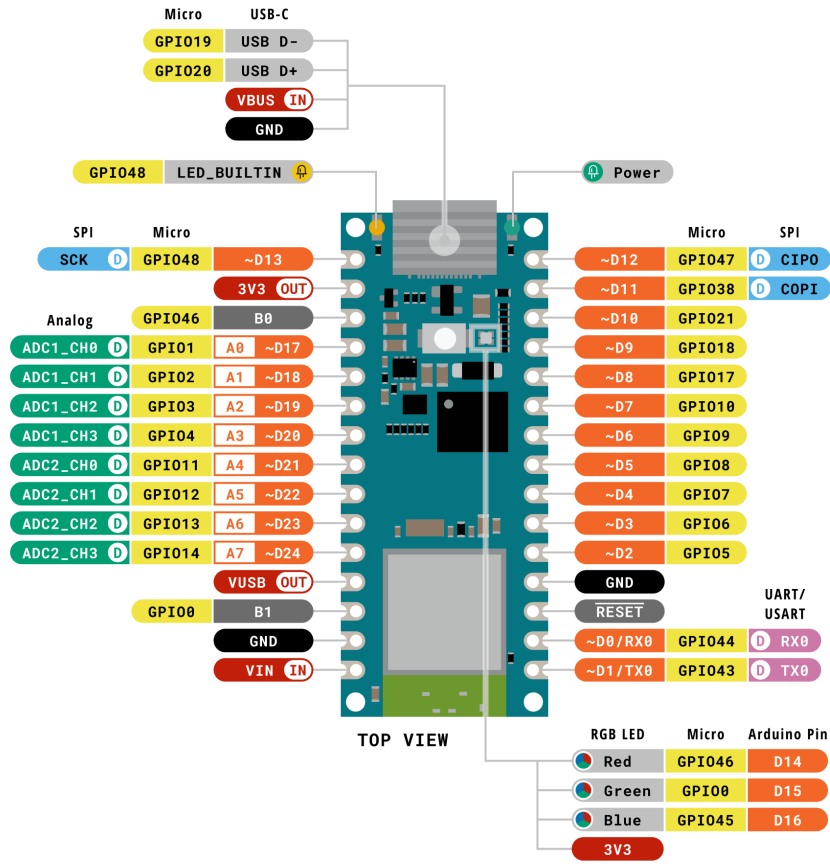 Micro USB-C
GPIO19 USB D-
GPIO20 USB D+
VBUS IN
GND
GPIO48 LED_BUILTIN
Power
SPI Micro
SCK D GPIO48 ~D13
3V3 OUT
GPIO46 B0
Analog
ADC1_CH0 D GPIO1 A0 ~D17
ADC1_CH1 D GPIO2 A1 ~D18
ADC1_CH2 D GPIO3 A2 ~D19
ADC1_CH3 D GPIO4 A3 ~D20
ADC2_CH0 D GPIO11 A4 ~D21
ADC2_CH1 D GPIO12 A5 ~D22
ADC2_CH2 D GPIO13 A6 ~D23
ADC2_CH3 D GPIO14 A7 ~D24
VUSB OUT
GPIO0 B1
GND
VIN IN
Micro SPI
~D12 GPIO47 D CIPO
~D11 GPIO38 D COPI
~D10 GPIO21
~D9 GPIO18
~D8 GPIO17
~D7 GPIO10
~D6 GPIO9
~D5 GPIO8
~D4 GPIO7
~D3 GPIO6
~D2 GPIO5
GND
RESET
UART/
USART
~D0/RX0 GPIO44 D RX0
~D1/TX0 GPIO43 D TX0
TOP VIEW
RGB LED Micro Arduino Pin
Red GPIO46 D14
Green GPIO0 D15
Blue GPIO45 D16
3V3